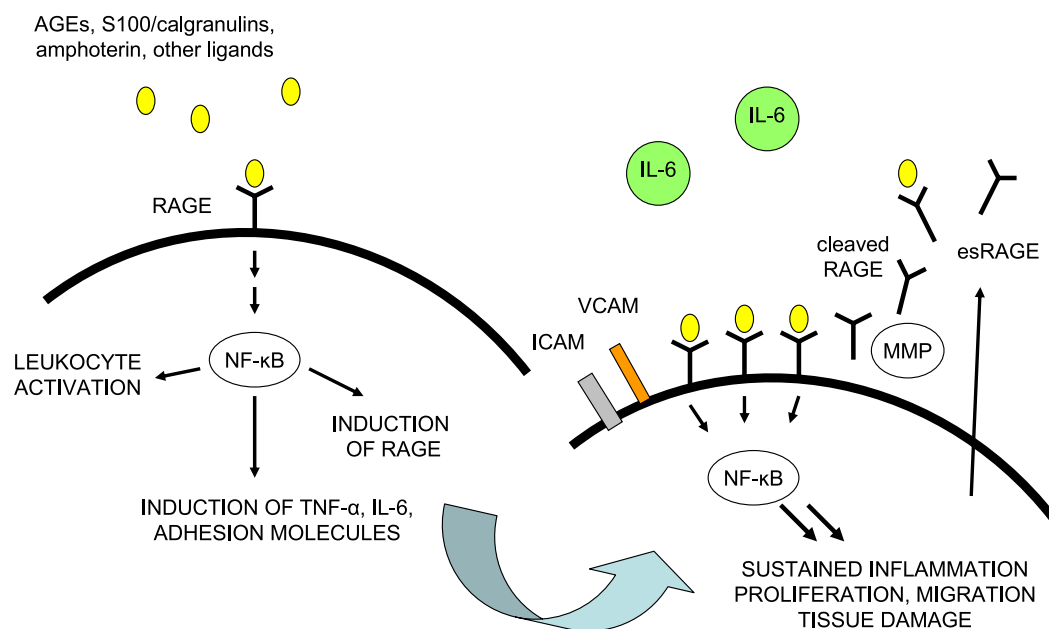 AGEs, S100/calgranulins,
amphoterin, other ligands
RAGE
NF-κB
LEUKOCYTE
ACTIVATION
INDUCTION
OF RAGE
INDUCTION OF TNF-α, IL-6,
ADHESION MOLECULES
IL-6
IL-6
cleaved
RAGE
esRAGE
VCAM
ICAM
MMP
NF-κB
SUSTAINED INFLAMMATION
PROLIFERATION, MIGRATION
TISSUE DAMAGE